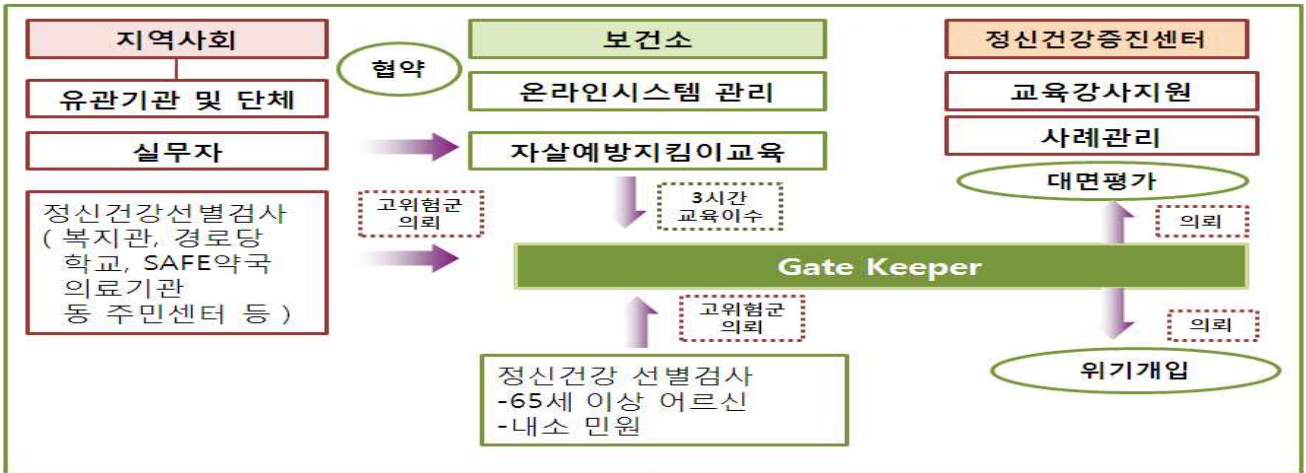 지역사회
유관기관 및 단체
실무자
정신건강선별검사
( 복지관, 경로당
학교, SAFE약국
의료기관
동 주민센터 등 )
협약
고위험군
의뢰
보건소
온라인시스템 관리
자살예방지킴이교육
3시간
교육이수
Gate Keeper
고위험군
의뢰
정신건강 선별검사
-65세 이상 어르신
-내소 민원
정신건강증진센터
교육강사지원
사례관리
대면평가
의뢰
의뢰
위기개입